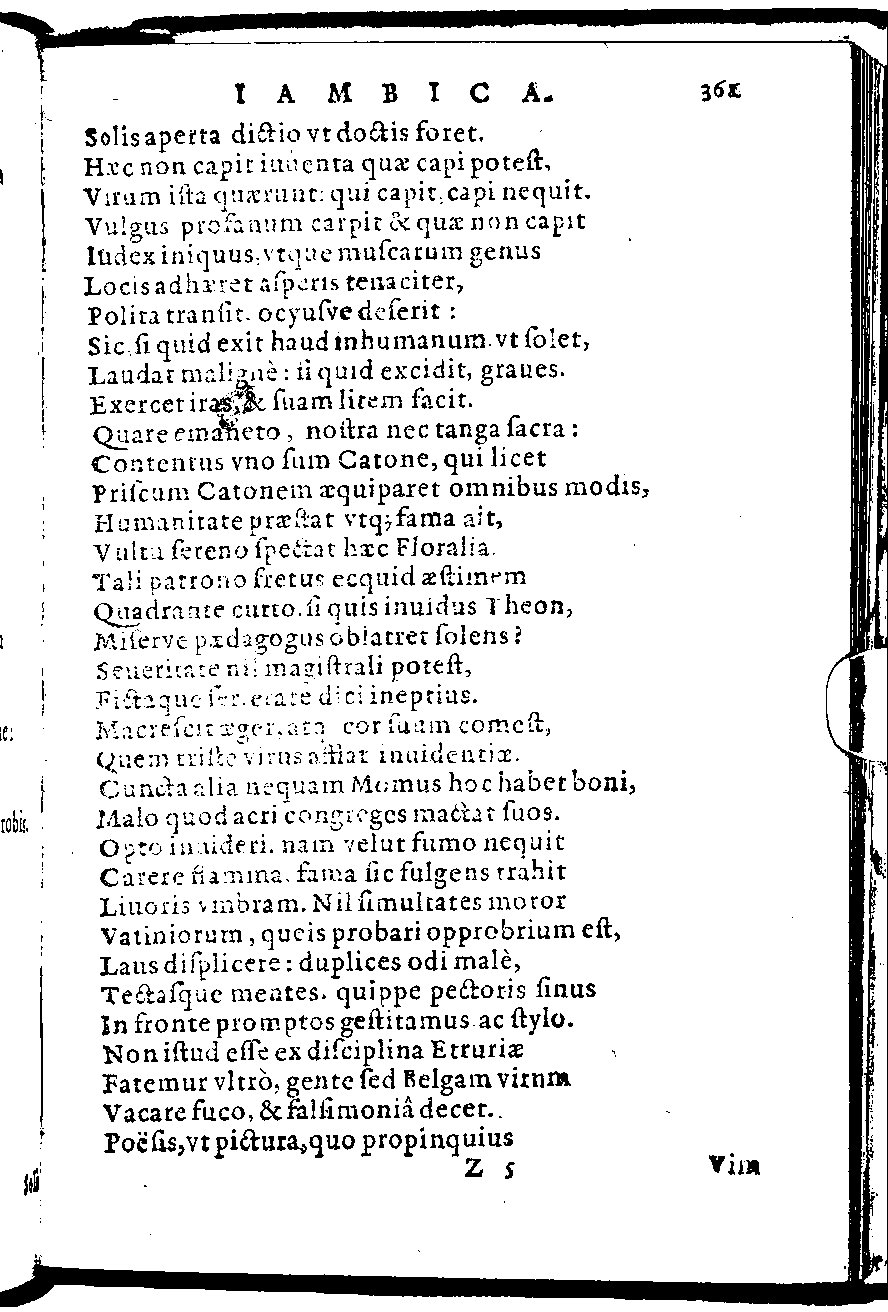 I A M B I C A. 361
Solis aperta dictio vt doctis foret.
Hæc non capit inuenta quæ capi potest,
Virum ista quærunt: qui capit, capi nequit.
Vulgus profanum carpit & quæ non capit
Iudex iniquus, vtque muscarum genus
Locis adhæret asperis tenaciter,
Polita transit, ocyusve deserit :
Sic, si quid exit haud inhumanum, vt solet,
Laudat malignè : si quid excidit, graues.
Exercet iras, & suam litem facit.
Quare emaneto, nostra nec tanga sacra :
Contentus vno sum Catone, qui licet
Priscum Catonem æquiparet omnibus modis,
Humanitate præstat vtq; fama ait,
Vultu sereno spectat hæc Floralia.
Tali patrono fretus ecquid æstimem
Quadrante curto, si quis inuidus Theon,
Miserve pædagogus oblatret solens?
Seueritate nil magistrali potest,
Fictaque dici ineptius.
Macrescit æger, atq cor suum comest,
Quem triste virus afflat inuidentiæ.
Cuncta alia nequam Momus hoc habet boni,
Malo quod acri congreges mactat suos.
Opto inuideri. nam velut fumo nequit
Carere flamma, fama sic fulgens trahit
Liuoris vmbram. Nil simultates moror
Vatiniorum, queis probari opprobrium est,
Laus displicere : duplices odi malè,
Tectasque mentes. quippe pectoris sinus
In fronte promptos gestitamus ac stylo.
Non istud esse ex disciplina Etruriæ
Fatemur vltrò, gente sed Belgam virum
Vacare fuco, & falsimoniâ decet.
Poësis, vt pictura, quo propinquius
Z 5 Vim